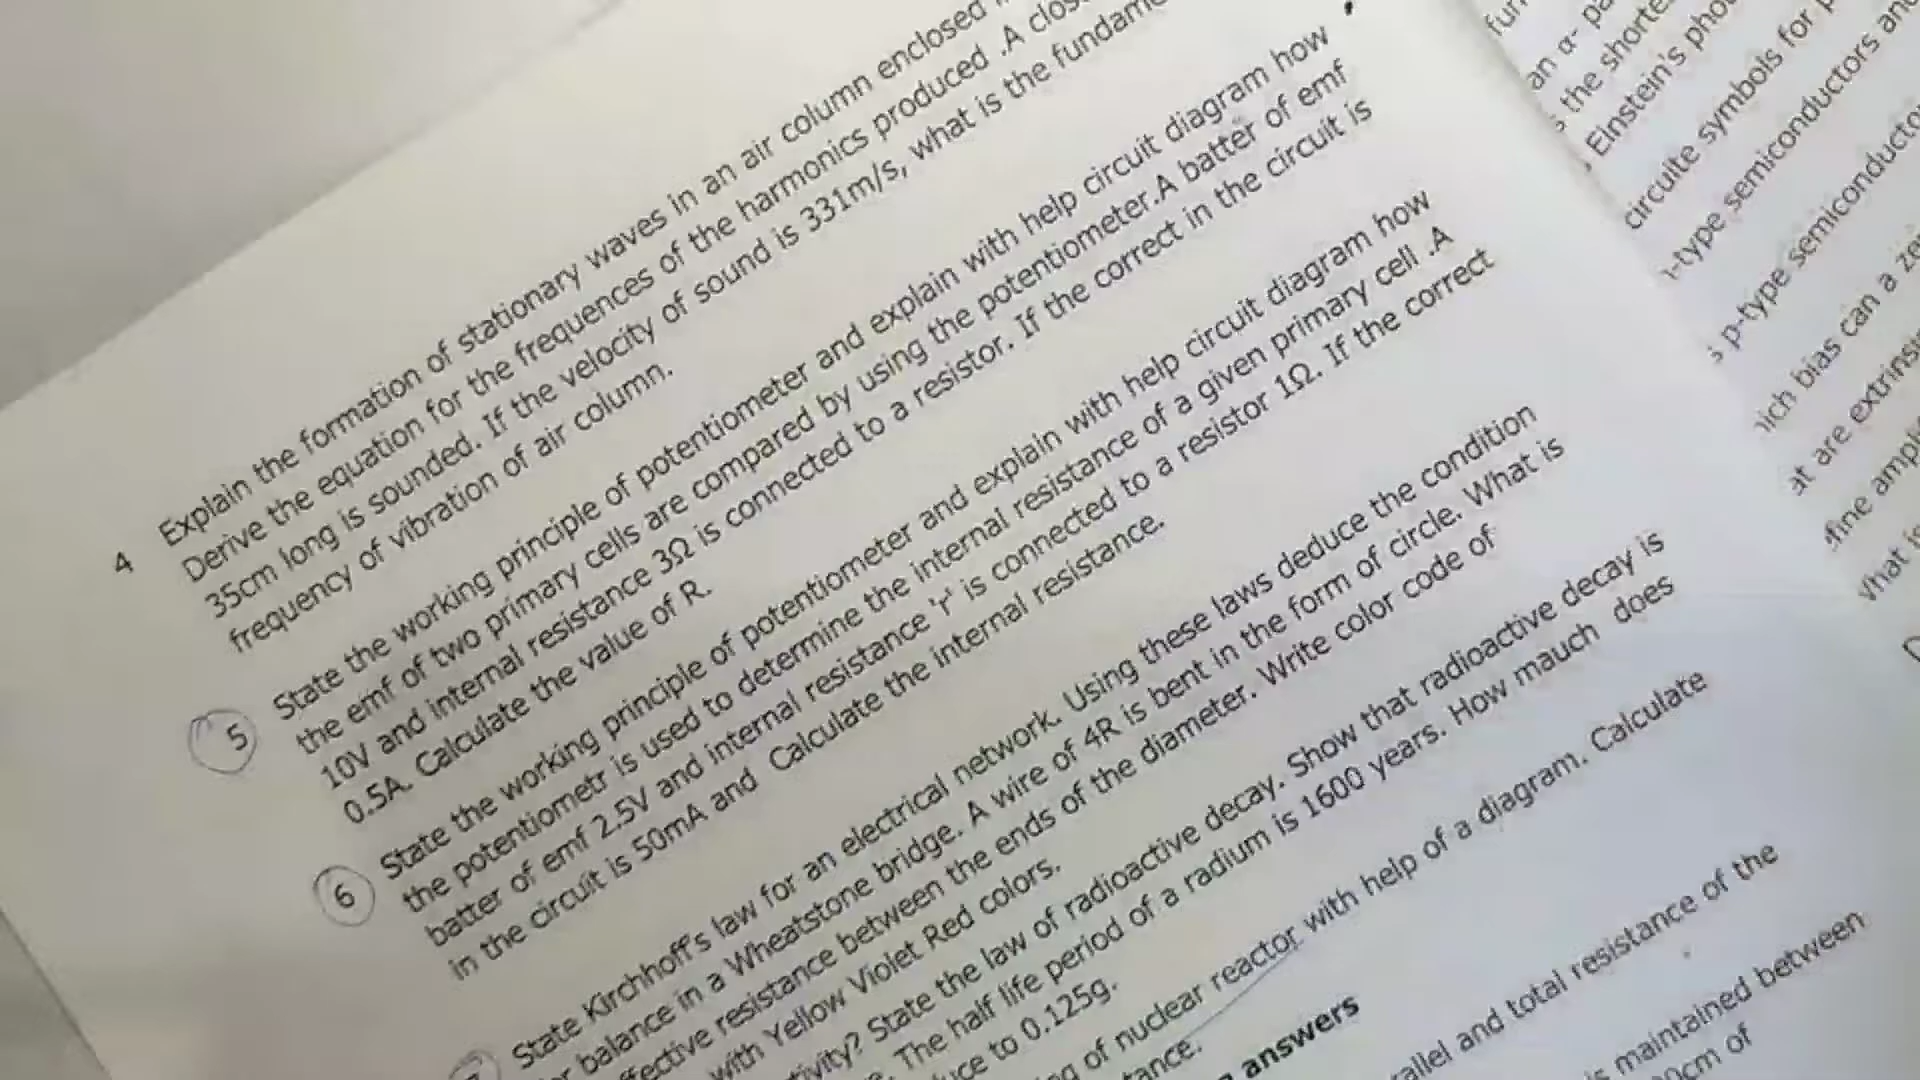 4 Explain the formation of stationary waves in an air column enclosed
Derive the equation for the frequences of the harmonics produced .A
35cm long is sounded. If the velocity of sound is 331m/s, what is the
frequency of vibration of air column.
5 State the working principle of potentiometer and explain with help circuit diagram how
the emf of two primary cells are compared by using the potentiometer.A batter of emf
10V and internal resistance 3Ω is connected to a resistor. If the correct in the circuit is
0.5A. Calculate the value of R.
6 State the working principle of potentiometer and explain with help circuit diagram how
the potentiometr is used to determine the internal resistance of a given primary cell .A
batter of emf 2.5V and internal resistance 'r' is connected to a resistor 1Ω. If the correct
in the circuit is 50mA and Calculate the internal resistance.
State Kirchhoff's law for an electrical network. Using these laws deduce the condition
balance in a Wheatstone bridge. A wire of 4R is bent in the form of circle. What is
resistance between the ends of the diameter. Write color code of
with Yellow Violet Red colors.
State the law of radioactive decay. Show that radioactive decay is
The half life period of a radium is 1600 years. How mauch does
to 0.125g.
of nuclear reactor with help of a diagram. Calculate
answers
and total resistance of the
maintained between
of
an α-
the
Einstein's
circuite symbols for
semiconductors
p-type
bias can a
are